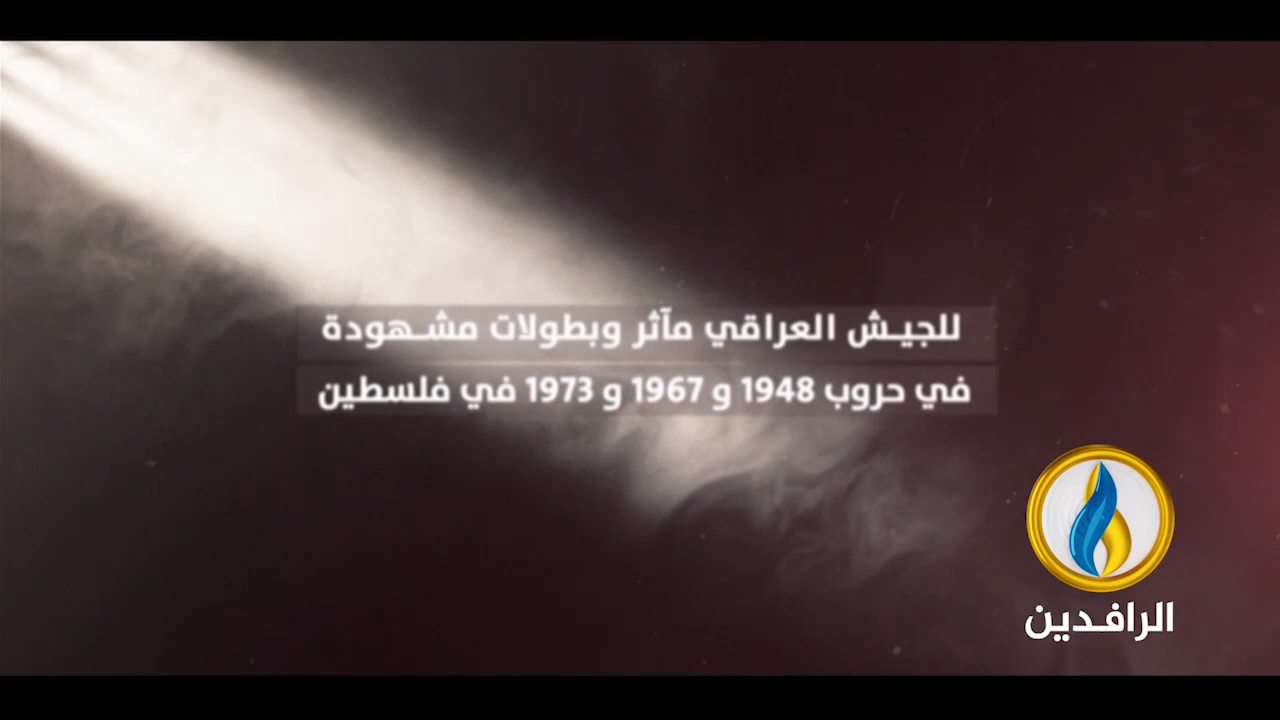 للجيش العراقي مآثر وبطولات مشهودة
في حروب 1948 و 1967 و 1973 في فلسطين
الرافدين